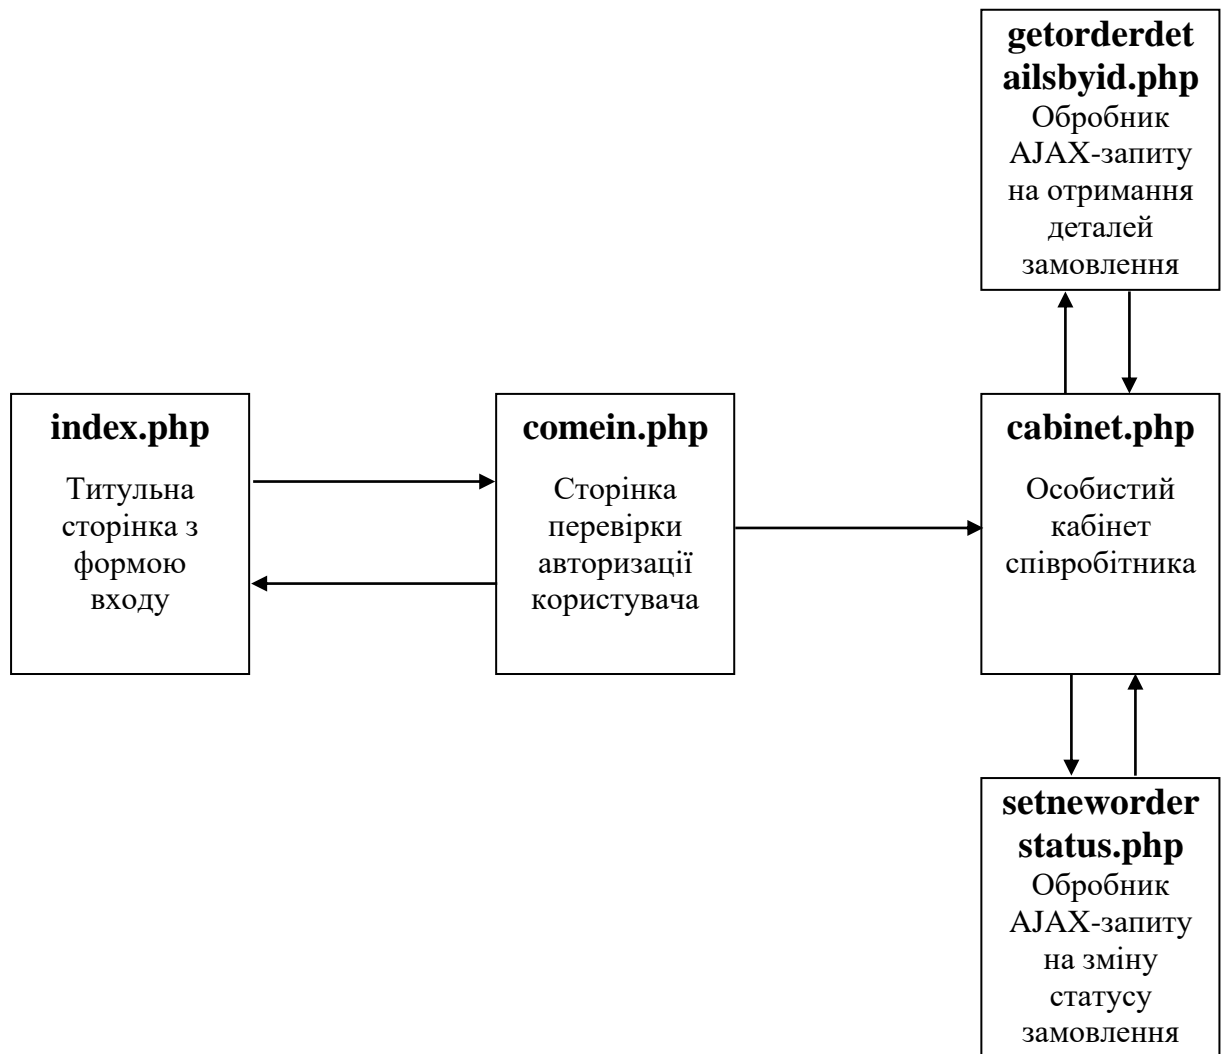 getorderdet
ailsbyid.php
Обробник
AJAX-запиту
на отримання
деталей
замовлення
index.php
Титульна
сторінка з
формою
входу
comein.php
Сторінка
перевірки
авторизації
користувача
cabinet.php
Особистий
кабінет
співробітника
setneworder
status.php
Обробник
AJAX-запиту
на зміну
статусу
замовлення